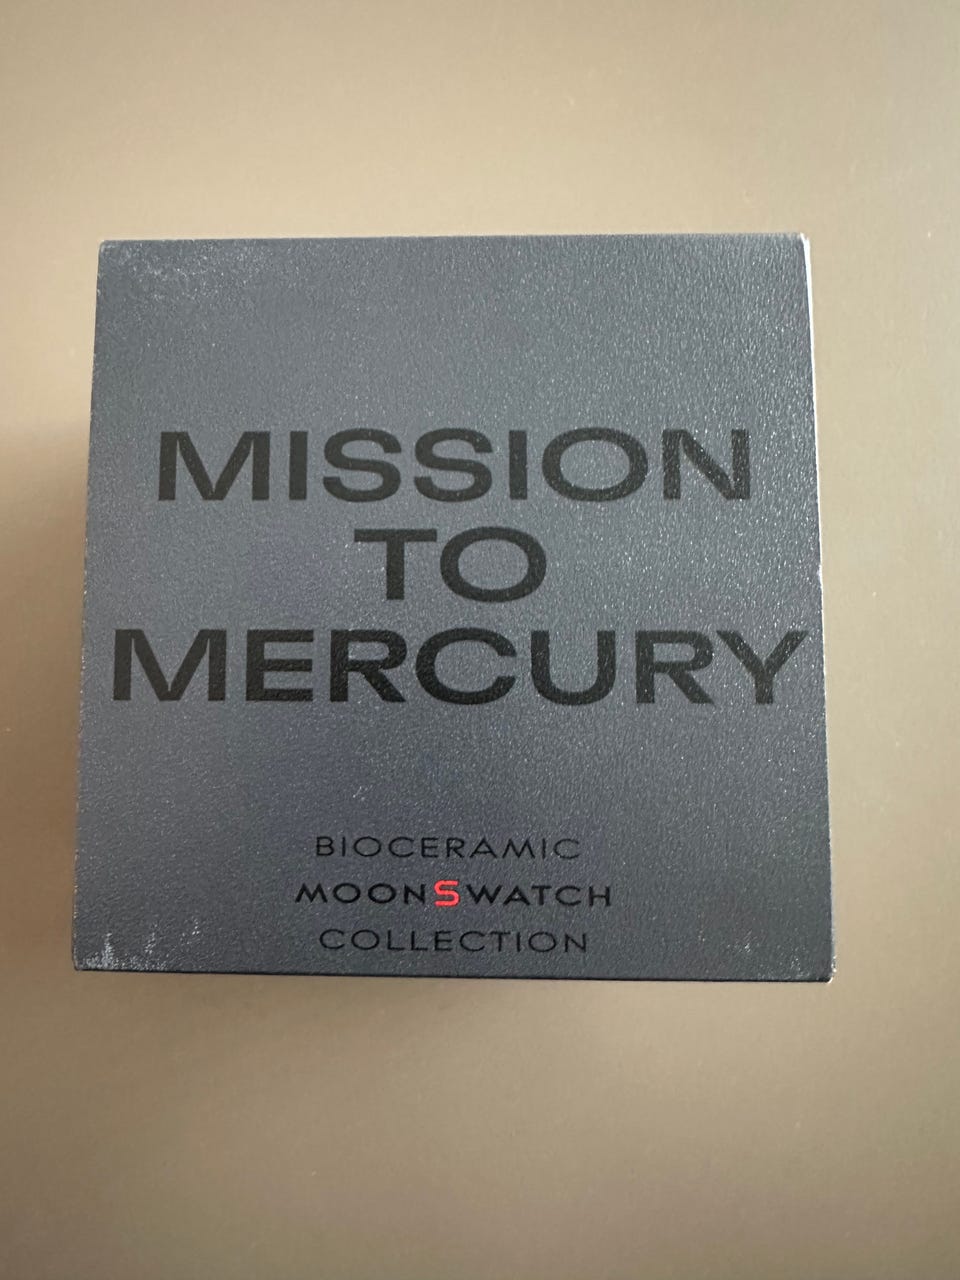 MISSION
TO
MERCURY
BIOCERAMIC
MOONSWATCH
COLLECTION